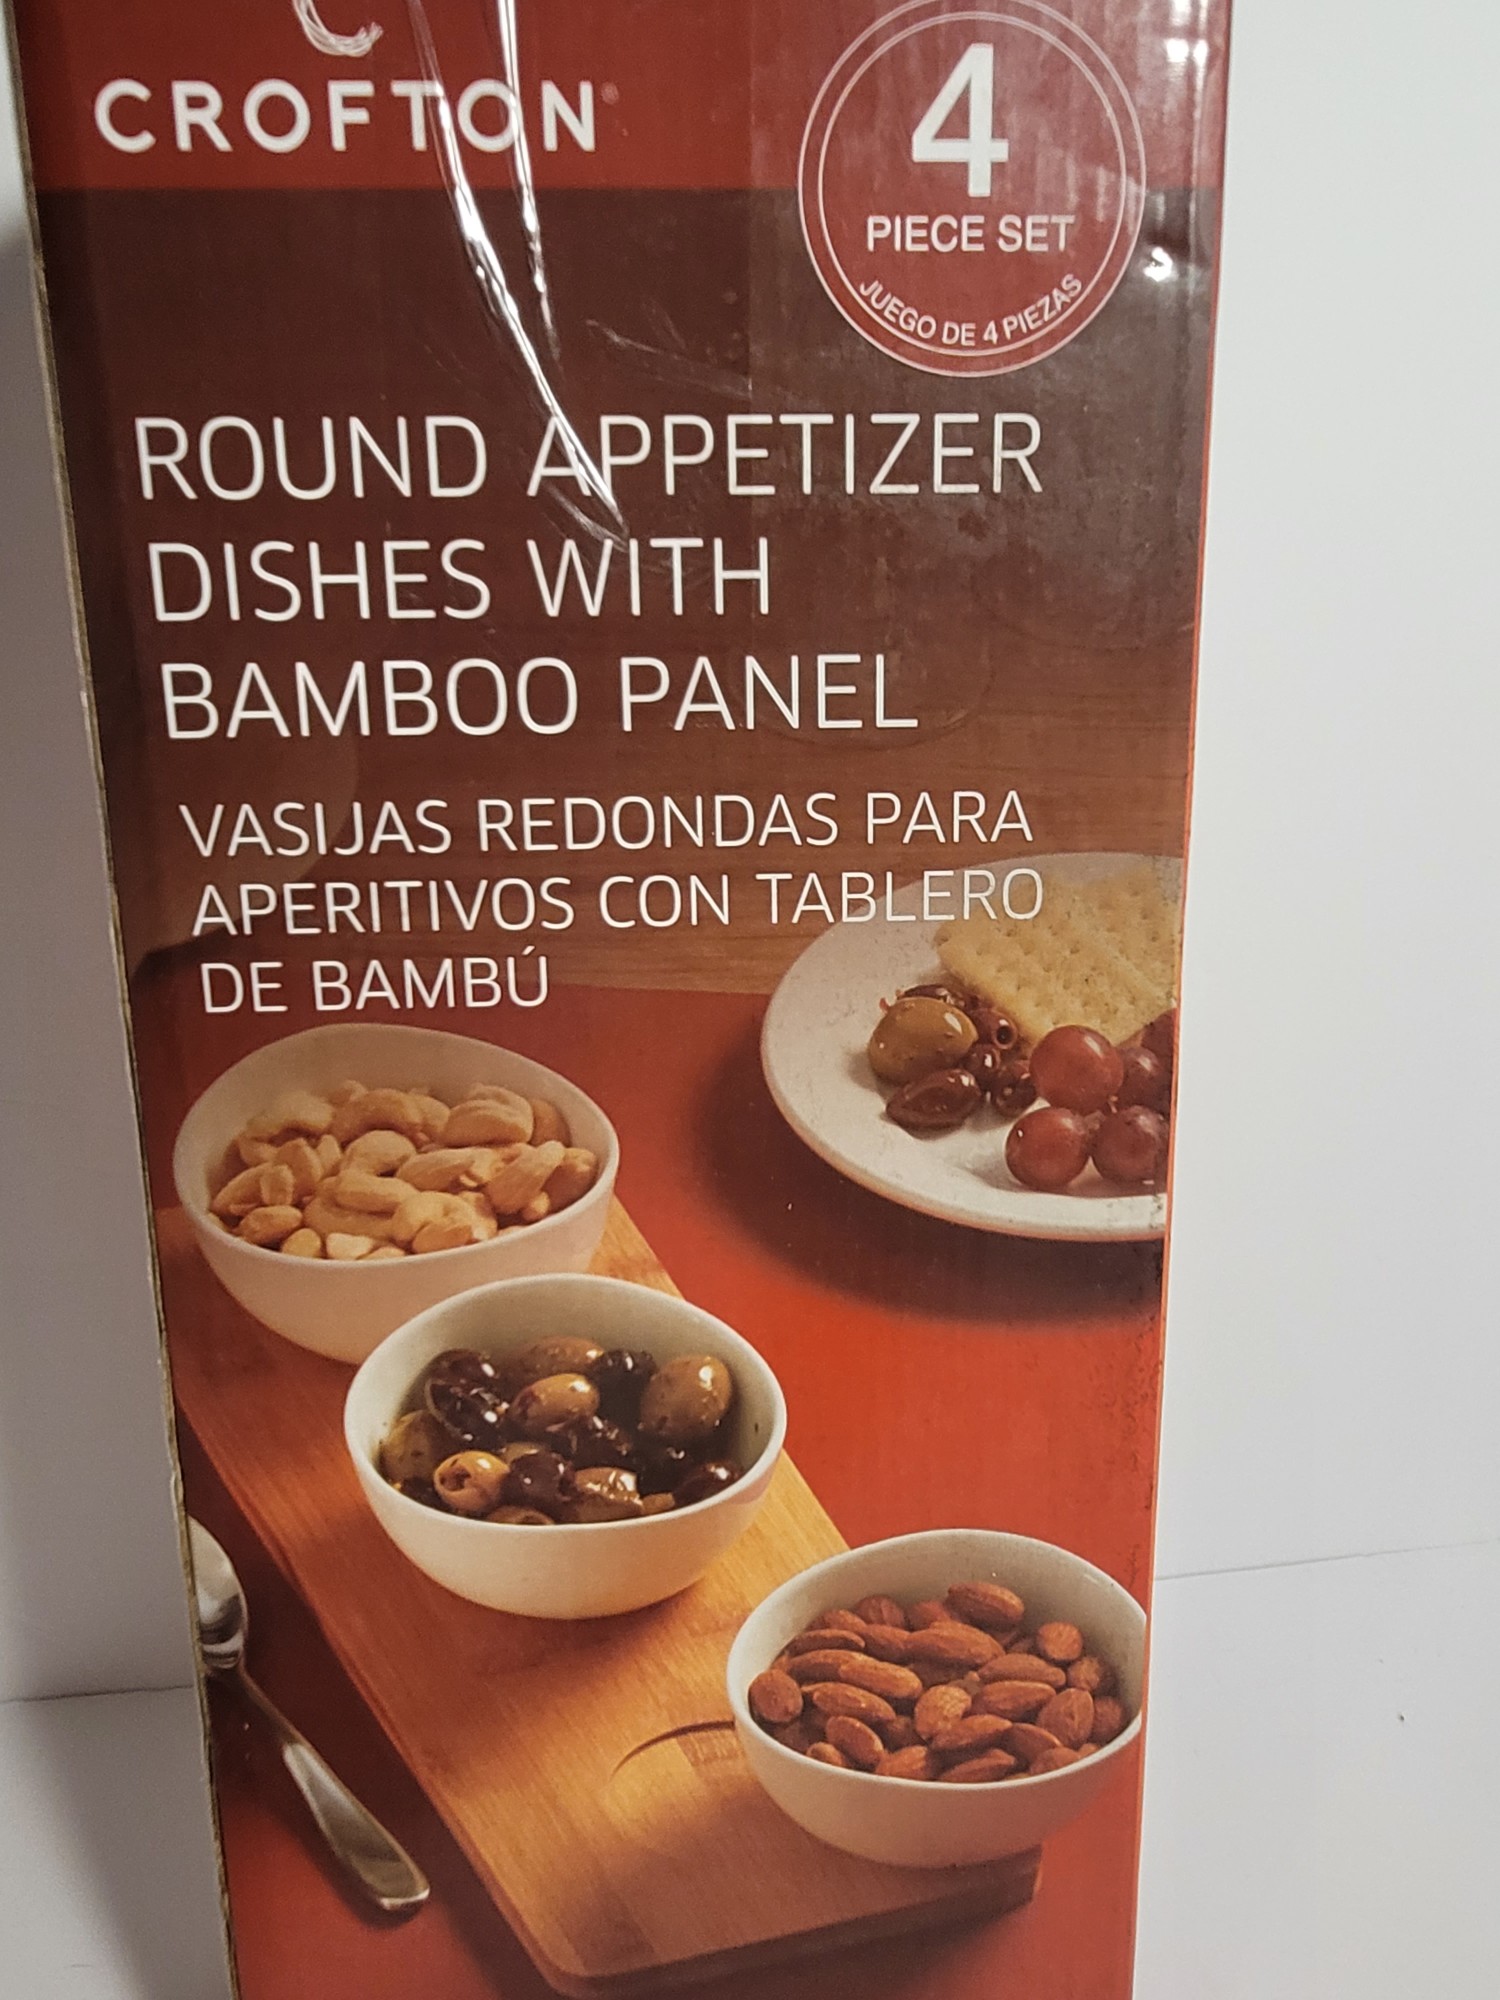 CROFTON
4
PIECE SET
JUEGO DE 4 PIEZAS
ROUND APPETIZER
DISHES WITH
BAMBOO PANEL
VASIJAS REDONDAS PARA
APERITIVOS CON TABLERO
DE BAMBÚ